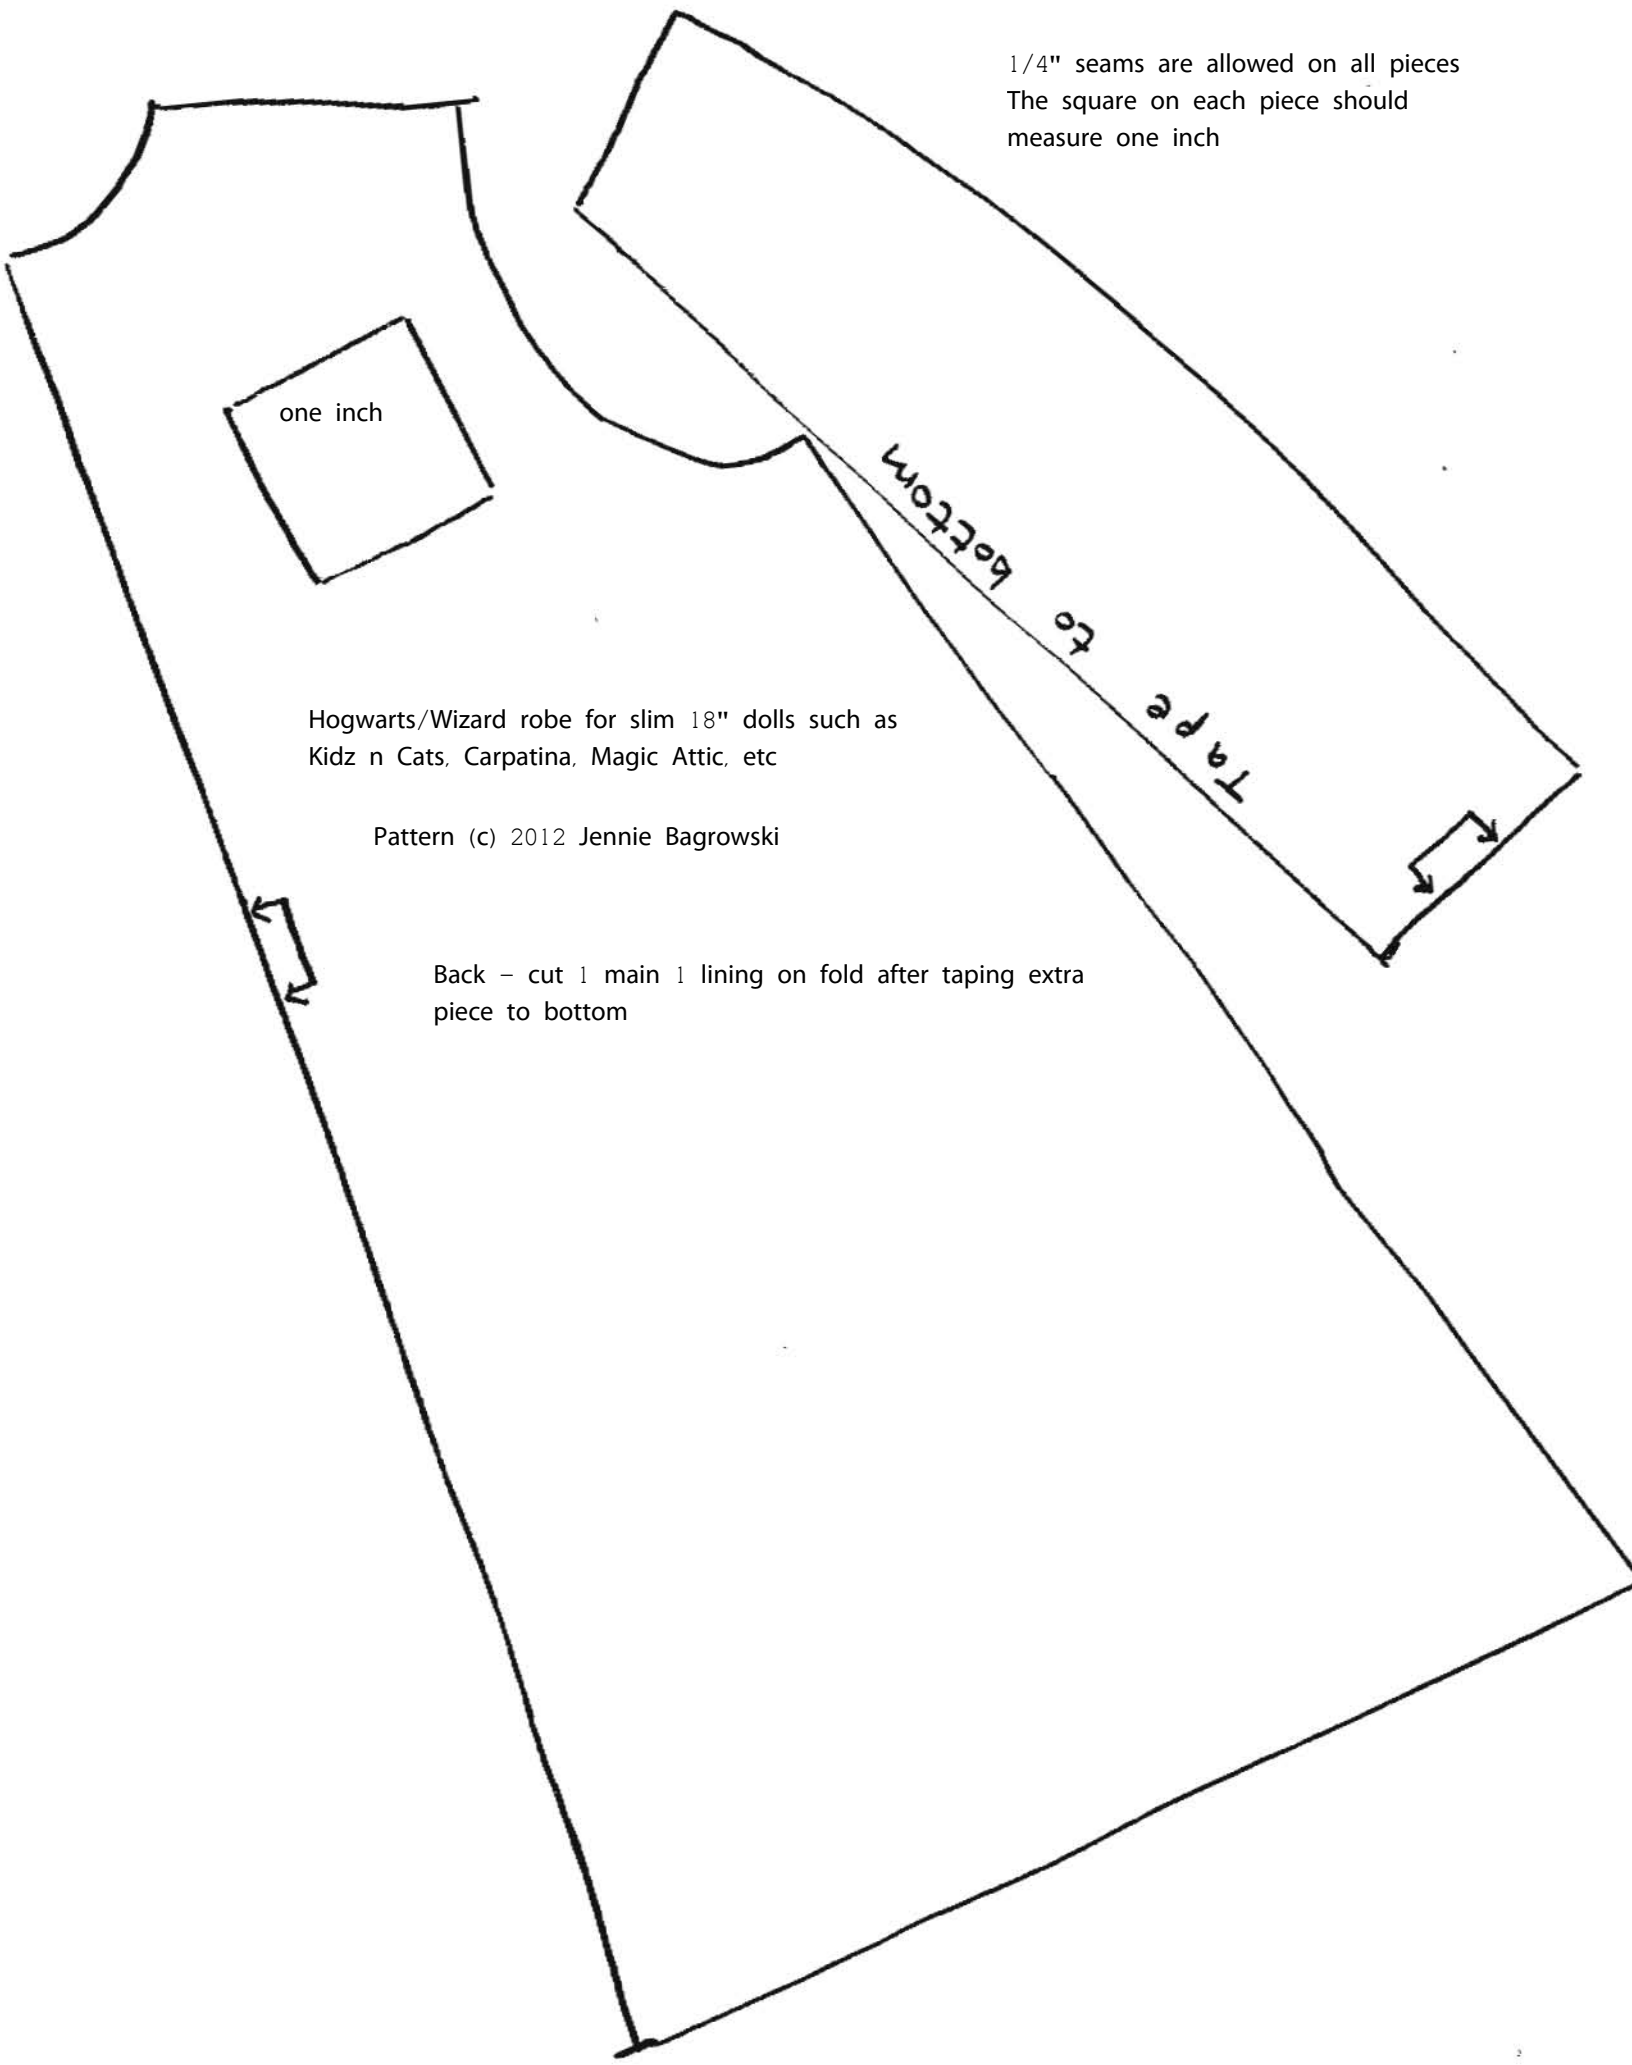 1/4" seams are allowed on all pieces
The square on each piece should
measure one inch
one inch
Tape to bottom
Hogwarts/Wizard robe for slim 18" dolls such as
Kidz n Cats, Carpatina, Magic Attic, etc
Pattern (c) 2012 Jennie Bagrowski
Back – cut 1 main 1 lining on fold after taping extra
piece to bottom